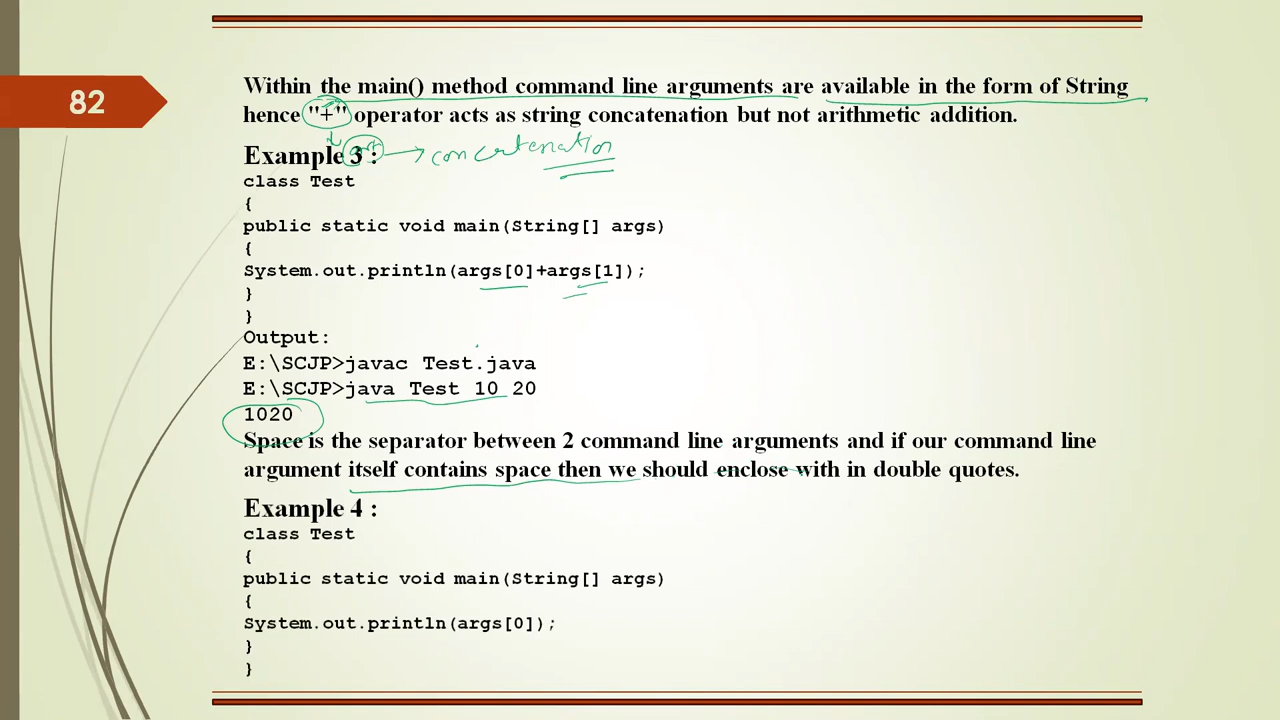 82
Within the main() method command line arguments are available in the form of String
hence "+" operator acts as string concatenation but not arithmetic addition.
Example 3 :
concatenation
class Test
{
public static void main(String[] args)
{
System.out.println(args[0]+args[1]);
}
}
Output:
E:\SCJP>javac Test.java
E:\SCJP>java Test 10 20
1020
Space is the separator between 2 command line arguments and if our command line
argument itself contains space then we should enclose with in double quotes.
Example 4 :
class Test
{
public static void main(String[] args)
{
System.out.println(args[0]);
}
}